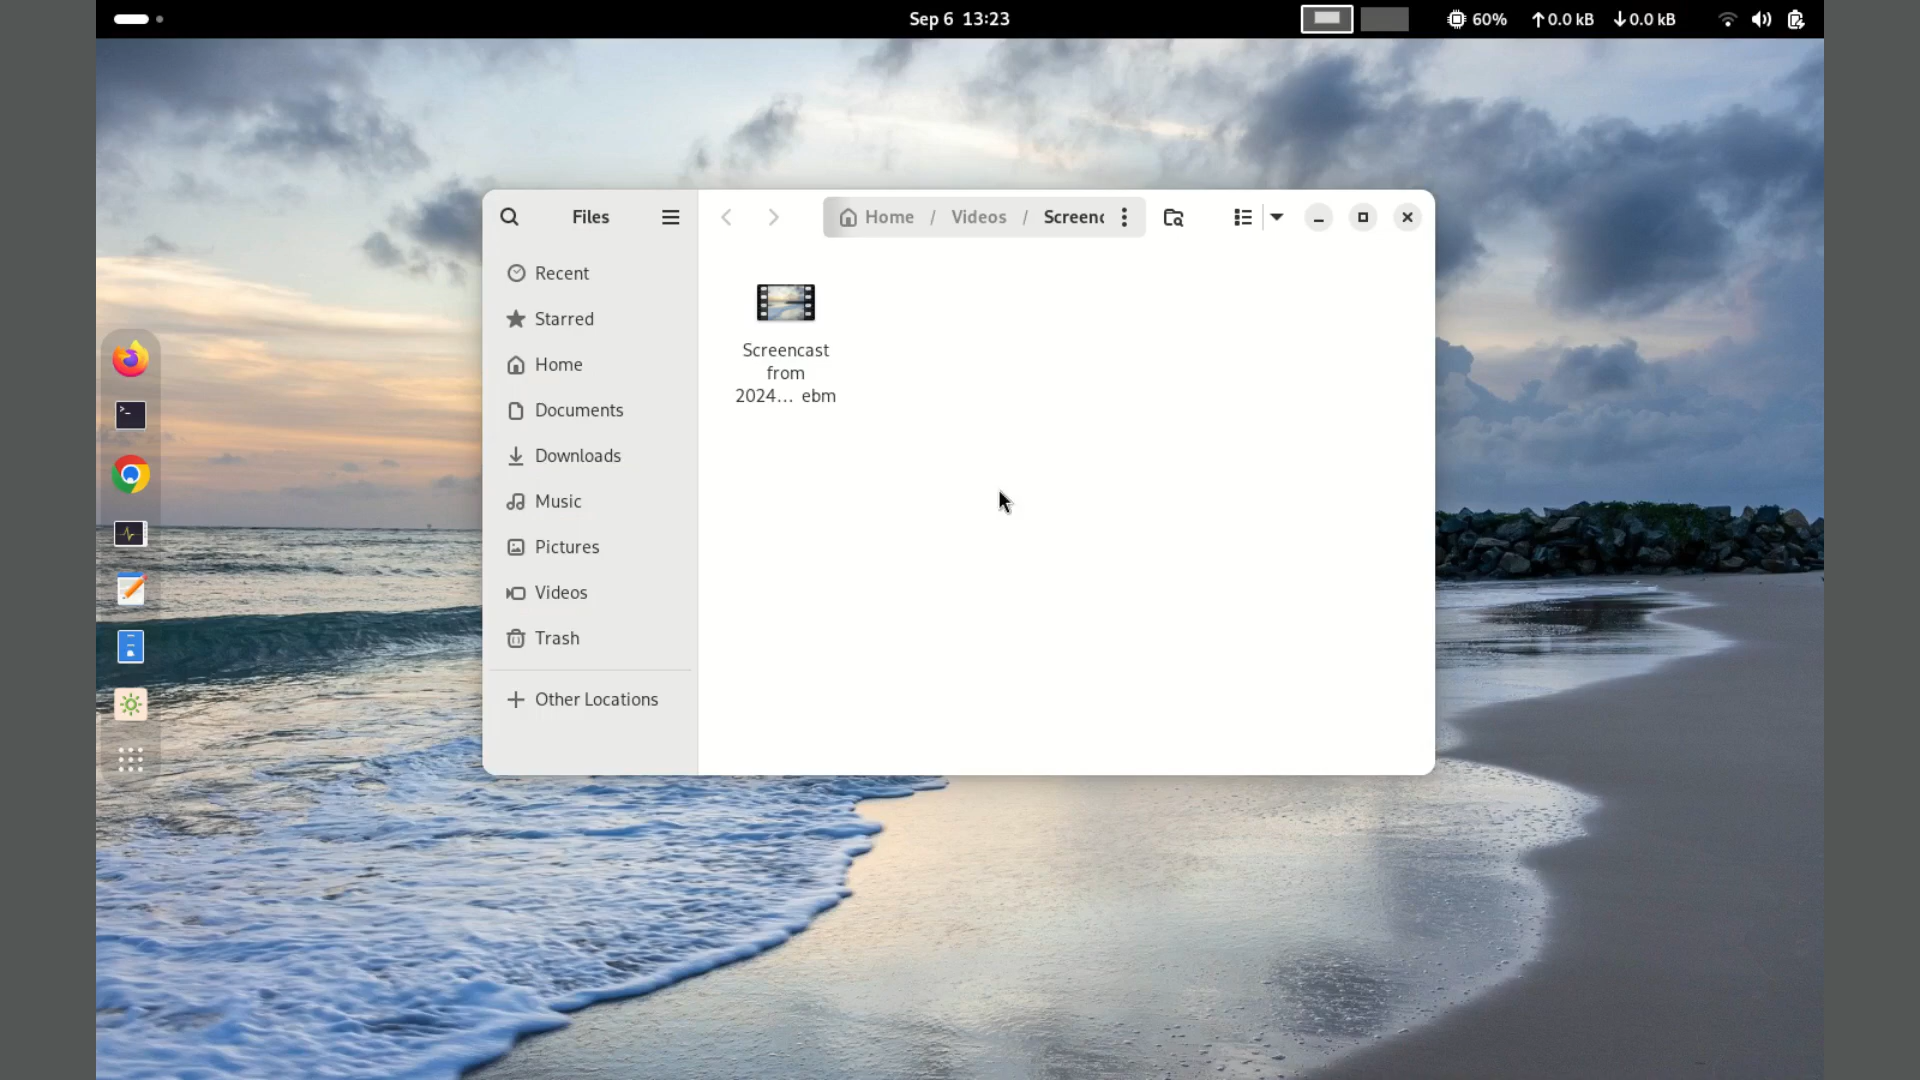 Sep 6 13:23
60% 0.0 kB 0.0 kB
Files
Home / Videos / Screenc
Recent
Starred
Home
Documents
Downloads
Music
Pictures
Videos
Trash
Other Locations
Screencast
from
2024... ebm